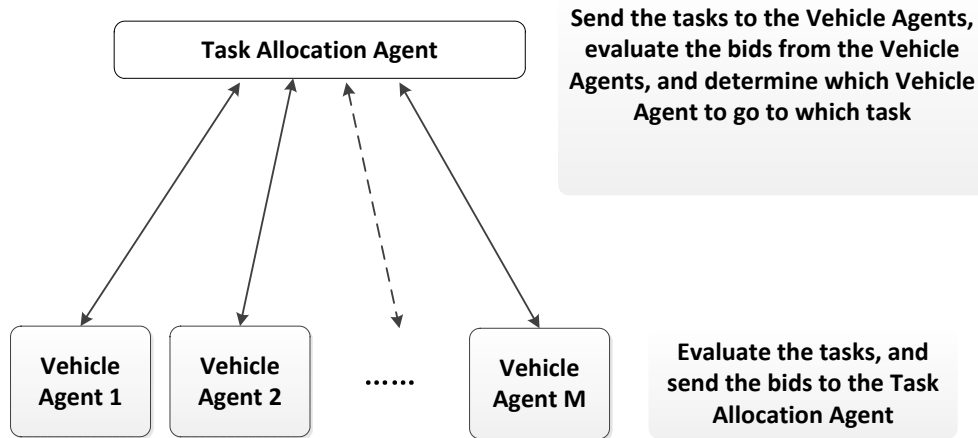 Task Allocation Agent
Send the tasks to the Vehicle Agents,
evaluate the bids from the Vehicle
Agents, and determine which Vehicle
Agent to go to which task
Vehicle
Agent 1
Vehicle
Agent 2
......
Vehicle
Agent M
Evaluate the tasks, and
send the bids to the Task
Allocation Agent